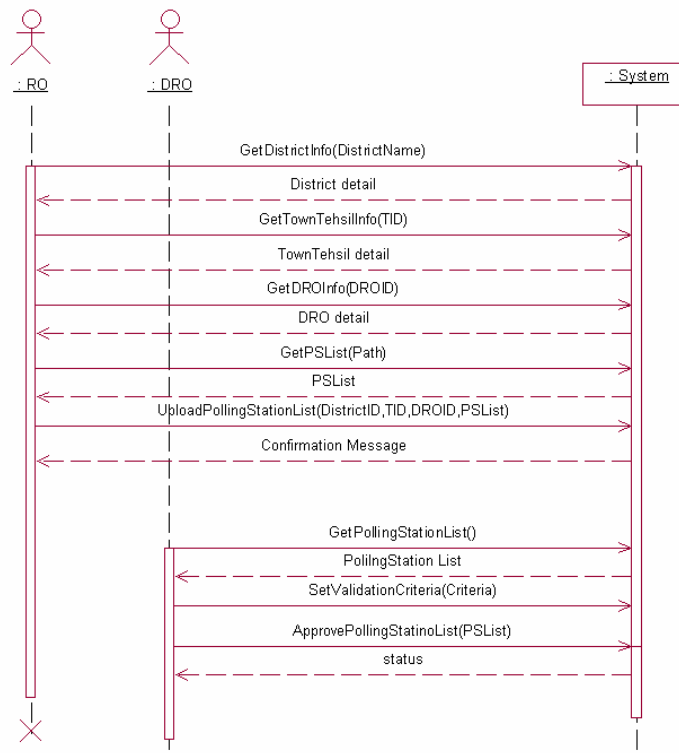 : RO
: DRO
: System
GetDistrictInfo(DistrictName)
District detail
GetTownTehsilInfo(TID)
TownTehsil detail
GetDROInfo(DROID)
DRO detail
GetPSList(Path)
PSList
UploadPollingStationList(DistrictID,TID,DROID,PSList)
Confirmation Message
GetPollingStationList()
PolilngStation List
SetValidationCriteria(Criteria)
ApprovePollingStatinoList(PSList)
status